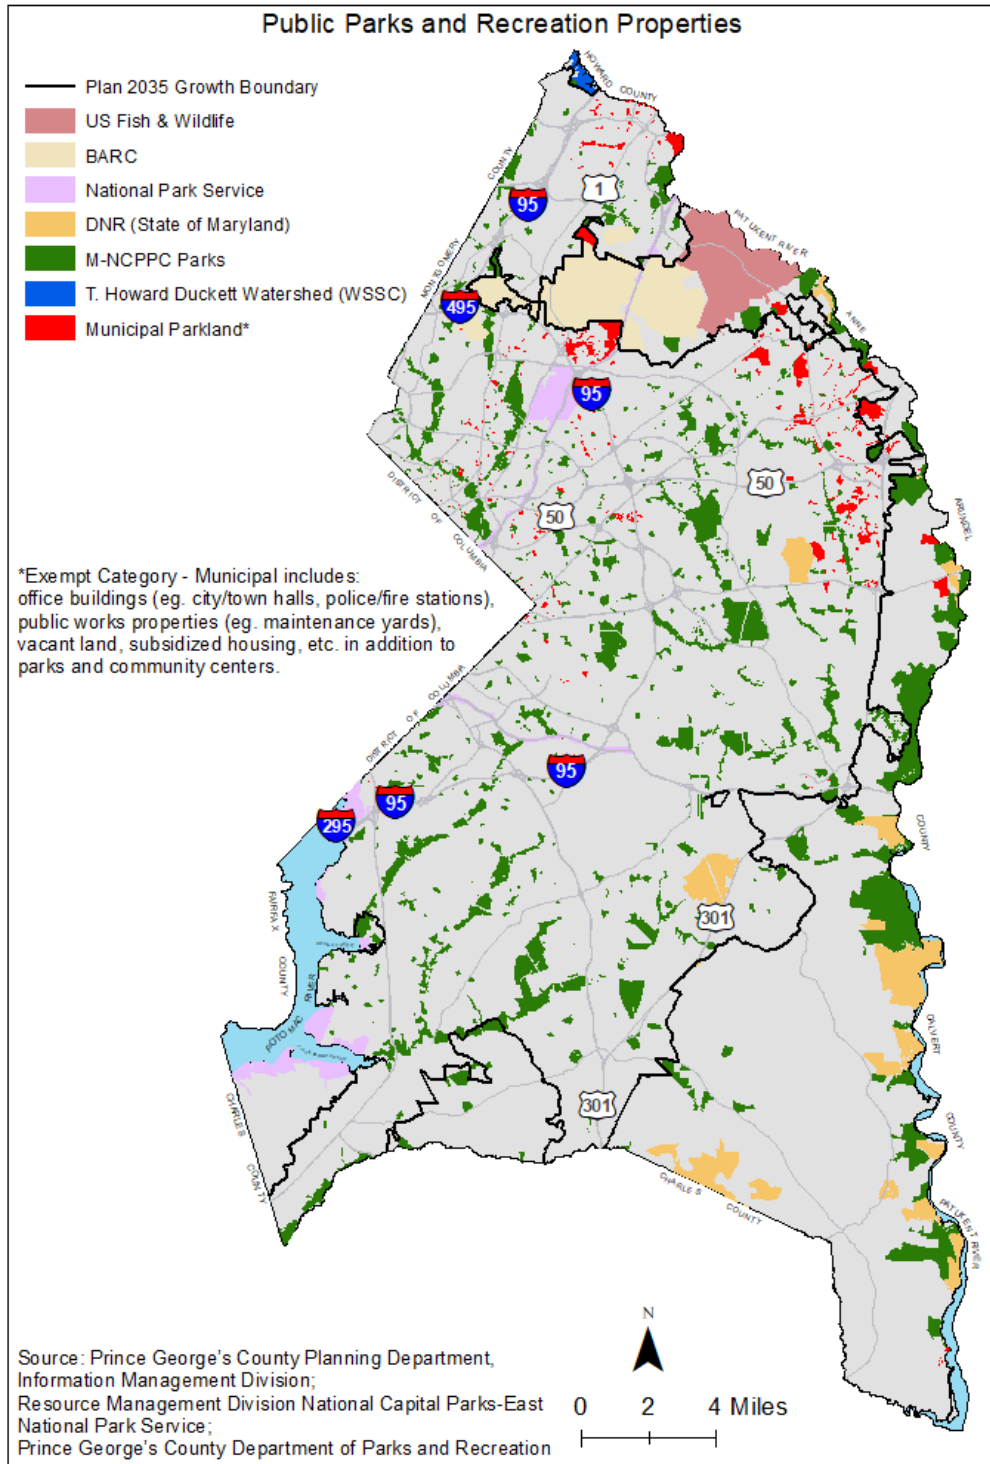 Public Parks and Recreation Properties
Plan 2035 Growth Boundary
US Fish & Wildlife
BARC
National Park Service
DNR (State of Maryland)
M-NCPPC Parks
T. Howard Duckett Watershed (WSSC)
Municipal Parkland*
HOWARD COUNTY
MONTGOMERY COUNTY
95
1
PATUXENT RIVER
495
ANNE
95
DISTRICT OF COLUMBIA
50
50
ARUNDEL
*Exempt Category - Municipal includes:
office buildings (eg. city/town halls, police/fire stations),
public works properties (eg. maintenance yards),
vacant land, subsidized housing, etc. in addition to
parks and community centers.
DISTRICT OF COLUMBIA
95
95
295
COUNTY
FAIRFAX COUNTY
301
POTOMAC RIVER
CALVERT
CHARLES COUNTY
301
COUNTY
CHARLES COUNTY
PATUXENT RIVER
N
Source: Prince George's County Planning Department,
Information Management Division;
Resource Management Division National Capital Parks-East
National Park Service;
Prince George's County Department of Parks and Recreation
0 2 4 Miles